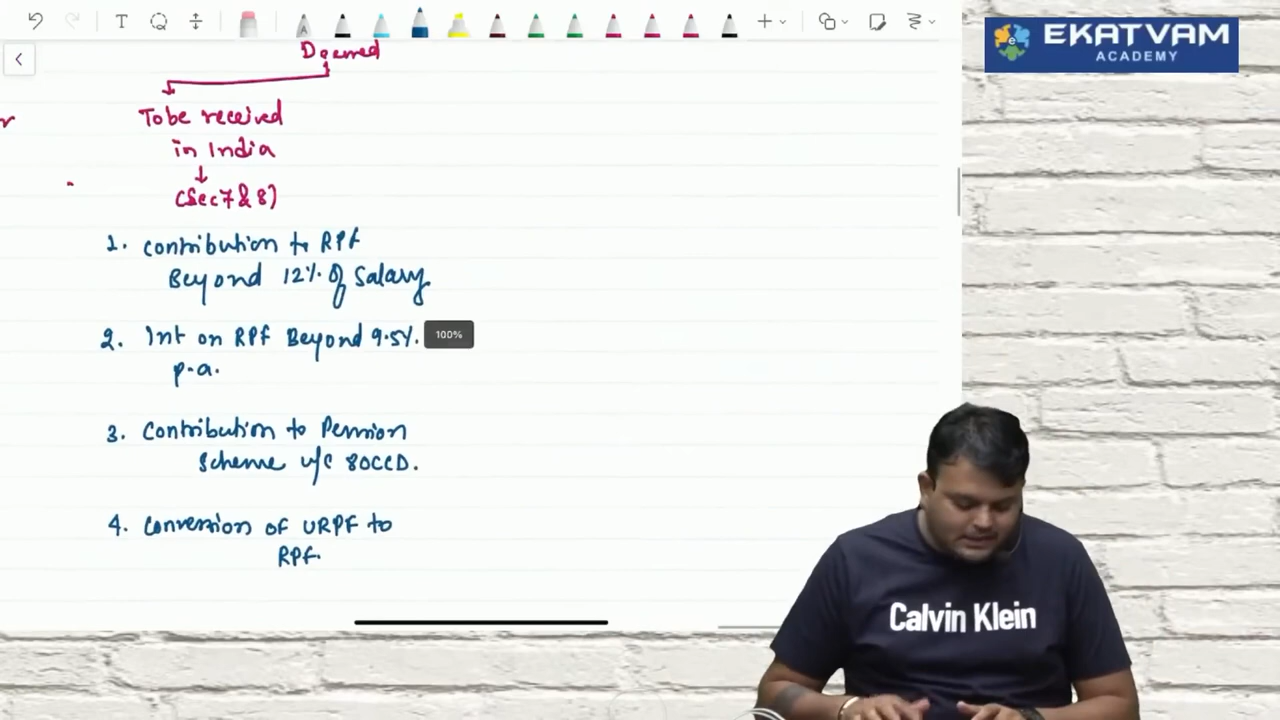 EKATVAM
ACADEMY
Deemed
To be received
in India
(Sec 7 & 8)
1. Contribution to RPF
Beyond 12% of Salary
2. Int on RPF Beyond 9.5%.
p.a.
100%
3. Contribution to Pension
Scheme u/c 80CCD.
4. Conversion of URPF to
RPF.
Calvin Klein